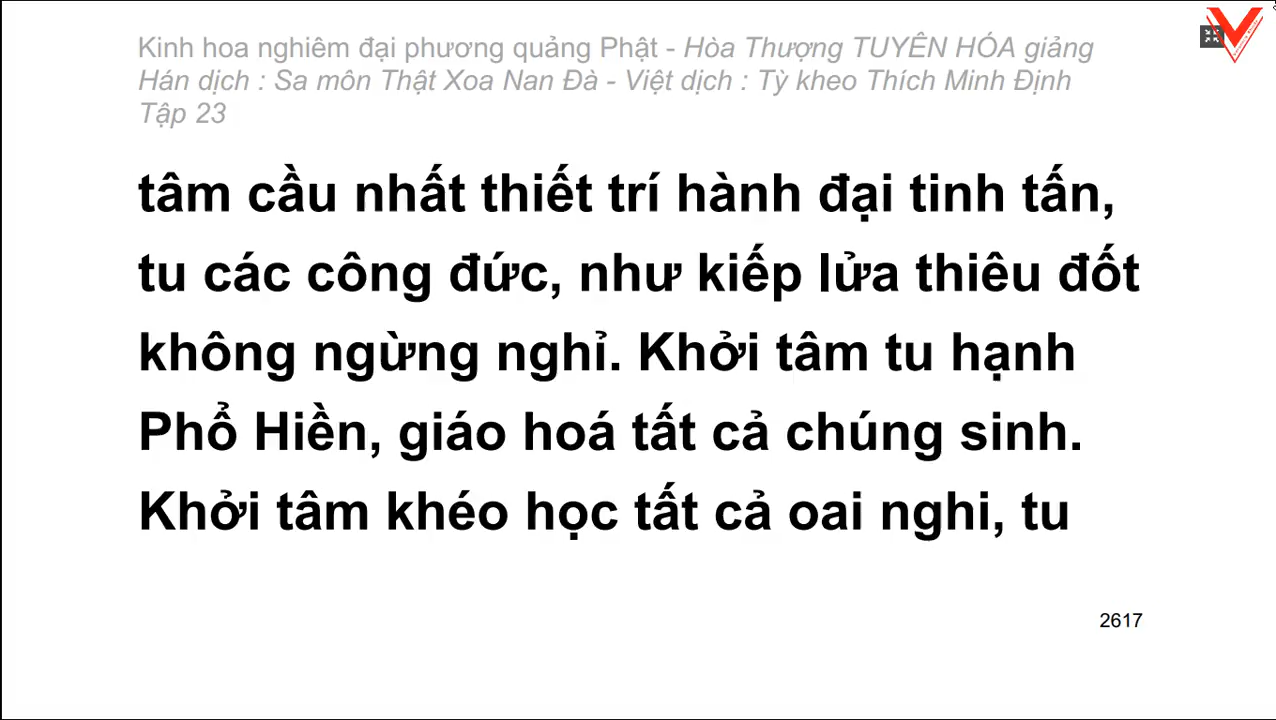 Kinh hoa nghiêm đại phương quảng Phật - Hòa Thượng TUYÊN HÓA giảng
Hán dịch : Sa môn Thật Xoa Nan Đà - Việt dịch : Tỳ kheo Thích Minh Định
Tập 23
tâm cầu nhất thiết trí hành đại tinh tấn,
tu các công đức, như kiếp lửa thiêu đốt
không ngừng nghỉ. Khởi tâm tu hạnh
Phổ Hiền, giáo hoá tất cả chúng sinh.
Khởi tâm khéo học tất cả oai nghi, tu
2617